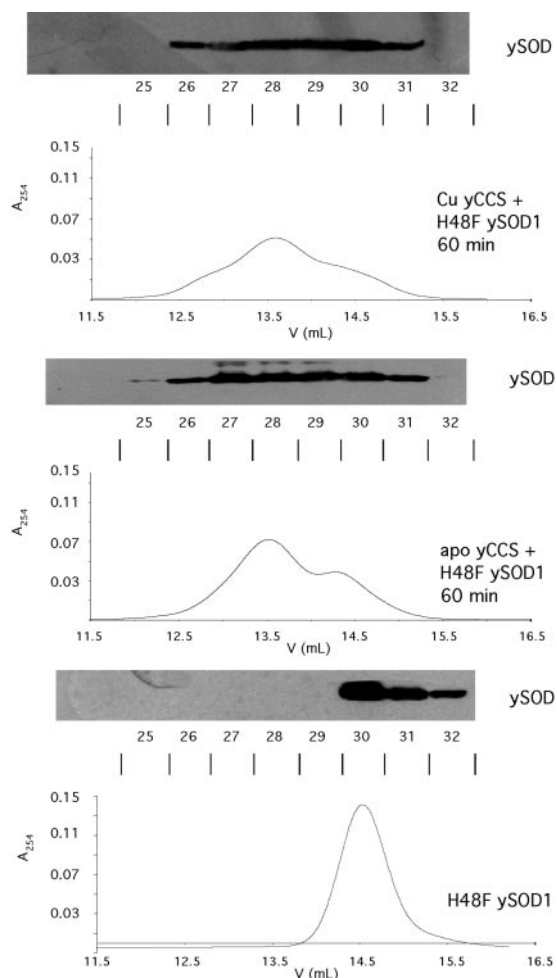 ySOD
25 26 27 28 29 30 31 32
0.15
0.11
0.07
0.03
A254
Cu yCCS +
H48F ySOD1
60 min
11.5 12.5 13.5 14.5 15.5 16.5
V (mL)
ySOD
25 26 27 28 29 30 31 32
0.15
0.11
0.07
0.03
A254
apo yCCS +
H48F ySOD1
60 min
11.5 12.5 13.5 14.5 15.5 16.5
V (mL)
ySOD
25 26 27 28 29 30 31 32
0.15
0.11
0.07
0.03
A254
H48F ySOD1
11.5 12.5 13.5 14.5 15.5 16.5
V (mL)